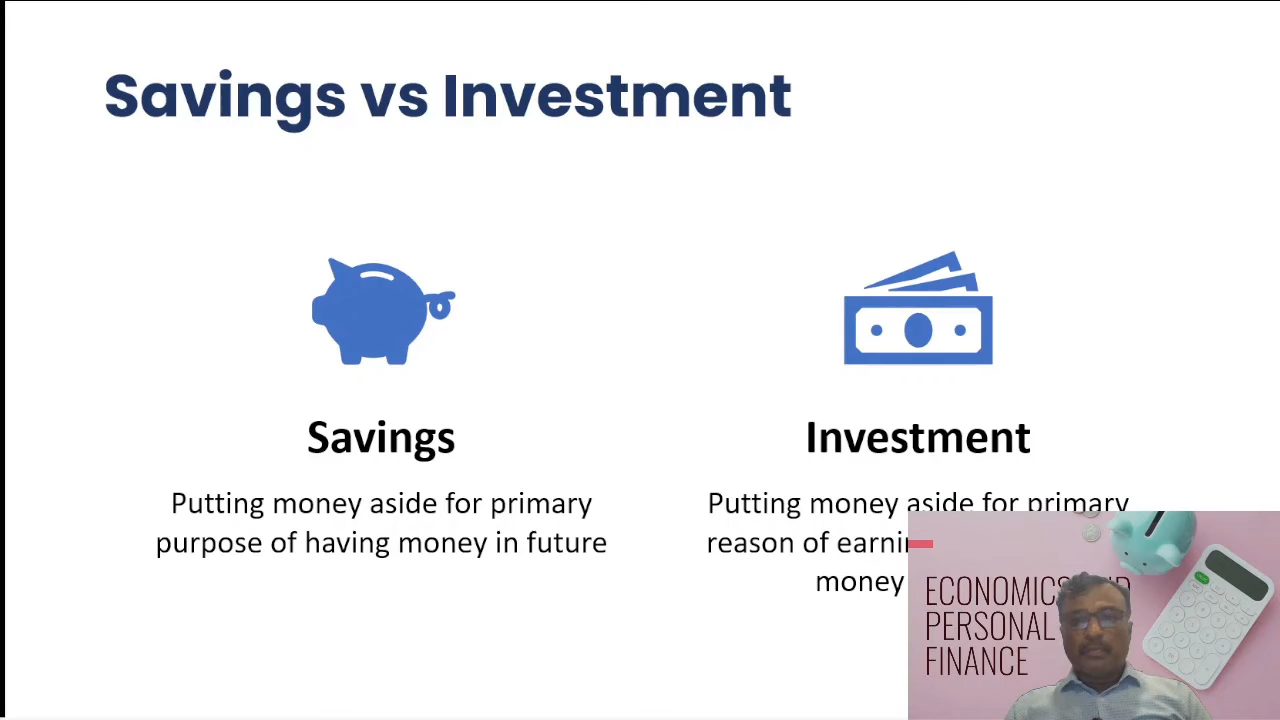 Savings vs Investment
Savings
Putting money aside for primary
purpose of having money in future
Investment
Putting money aside for primary
reason of
money
ECONOMICS
PERSONAL
FINANCE